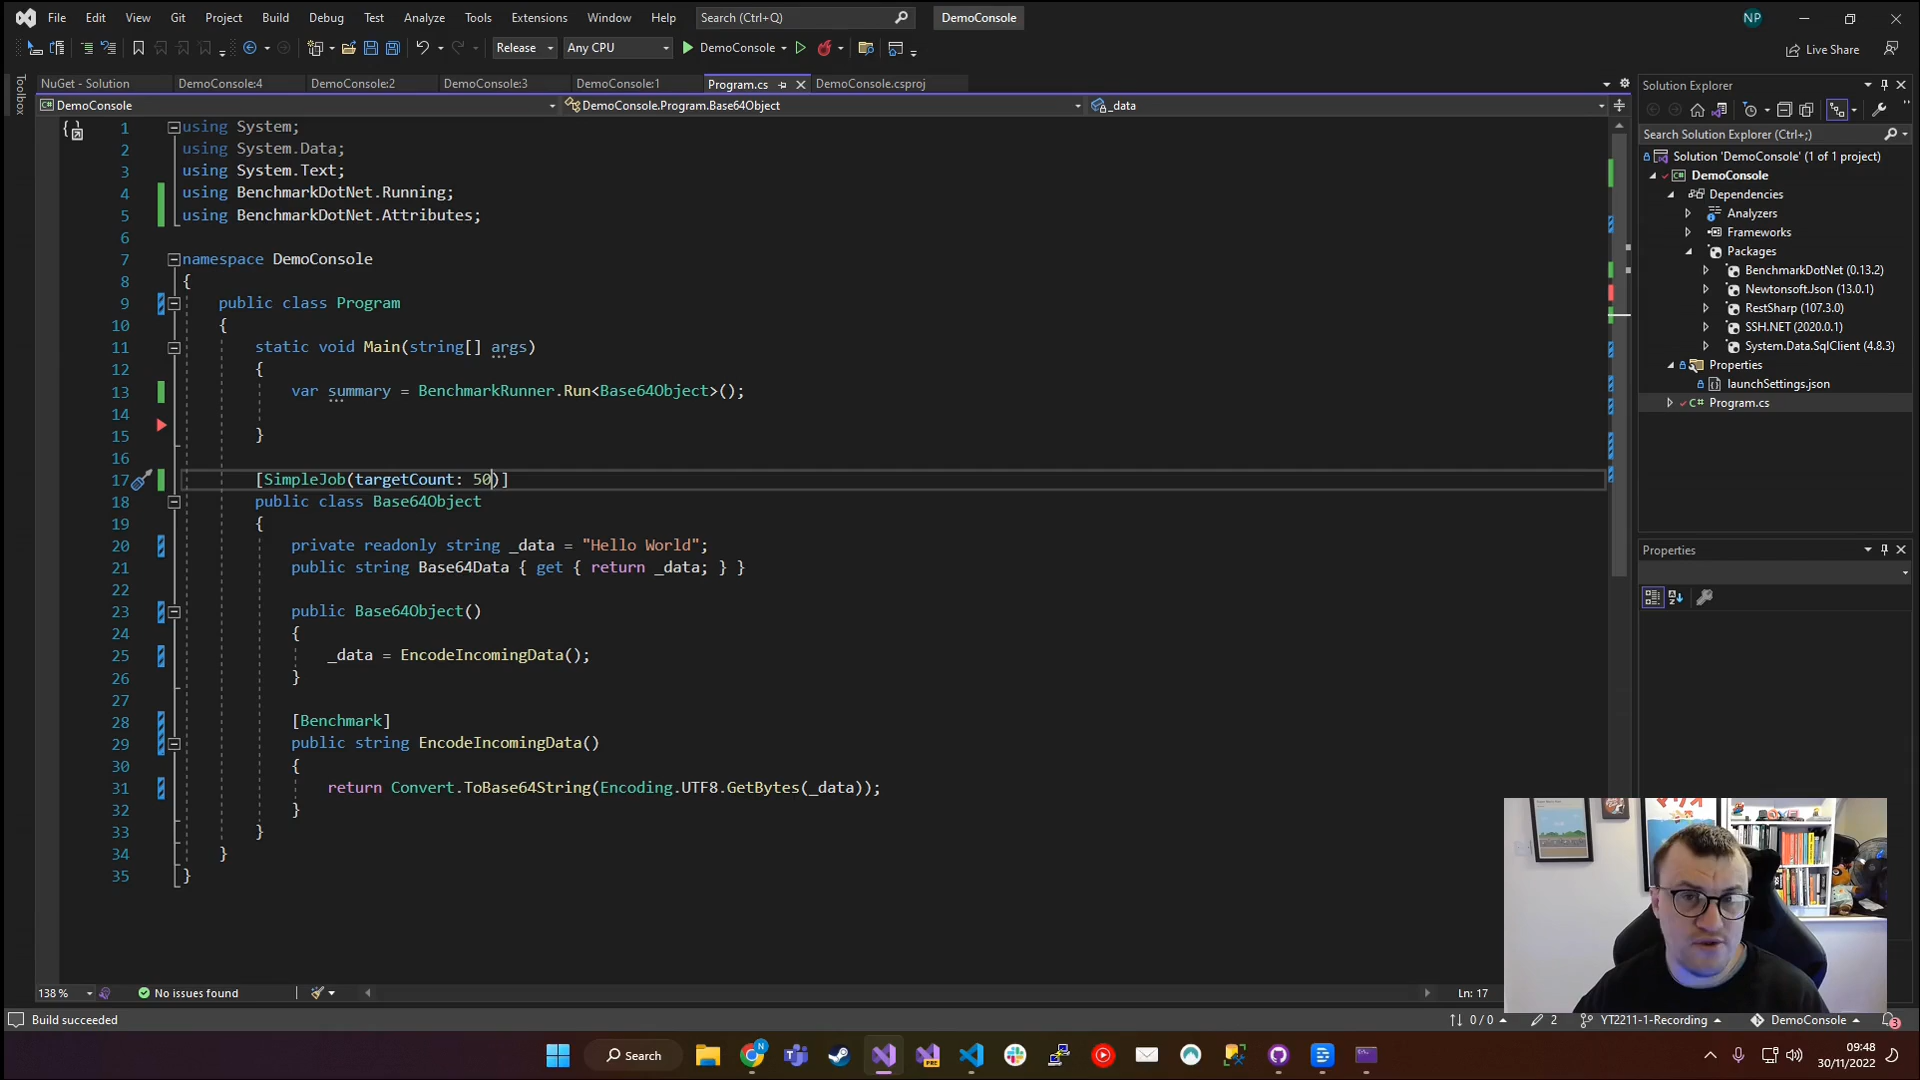 File Edit View Git Project Build Debug Test Analyze Tools Extensions Window Help Search (Ctrl+Q) DemoConsole NP
Release Any CPU DemoConsole Live Share
Toolbox
NuGet - Solution DemoConsole:4 DemoConsole:2 DemoConsole:3 DemoConsole:1 Program.cs DemoConsole.csproj
DemoConsole DemoConsole.Program.Base64Object _data
1 using System;
2 using System.Data;
3 using System.Text;
4 using BenchmarkDotNet.Running;
5 using BenchmarkDotNet.Attributes;
6
7 namespace DemoConsole
8 {
9 public class Program
10 {
11 static void Main(string[] args)
12 {
13 var summary = BenchmarkRunner.Run<Base64Object>();
14
15 }
16
17 [SimpleJob(targetCount: 50)]
18 public class Base64Object
19 {
20 private readonly string _data = "Hello World";
21 public string Base64Data { get { return _data; } }
22
23 public Base64Object()
24 {
25 _data = EncodeIncomingData();
26 }
27
28 [Benchmark]
29 public string EncodeIncomingData()
30 {
31 return Convert.ToBase64String(Encoding.UTF8.GetBytes(_data));
32 }
33 }
34 }
35 }
Solution Explorer
Search Solution Explorer (Ctrl+;)
Solution 'DemoConsole' (1 of 1 project)
DemoConsole
Dependencies
Analyzers
Frameworks
Packages
BenchmarkDotNet (0.13.2)
Newtonsoft.Json (13.0.1)
RestSharp (107.3.0)
SSH.NET (2020.0.1)
System.Data.SqlClient (4.8.3)
Properties
launchSettings.json
C# Program.cs
Properties
138 % No issues found Ln: 17
Build succeeded 0 / 0 2 YT2211-1-Recording DemoConsole 3
Search
09:48
30/11/2022